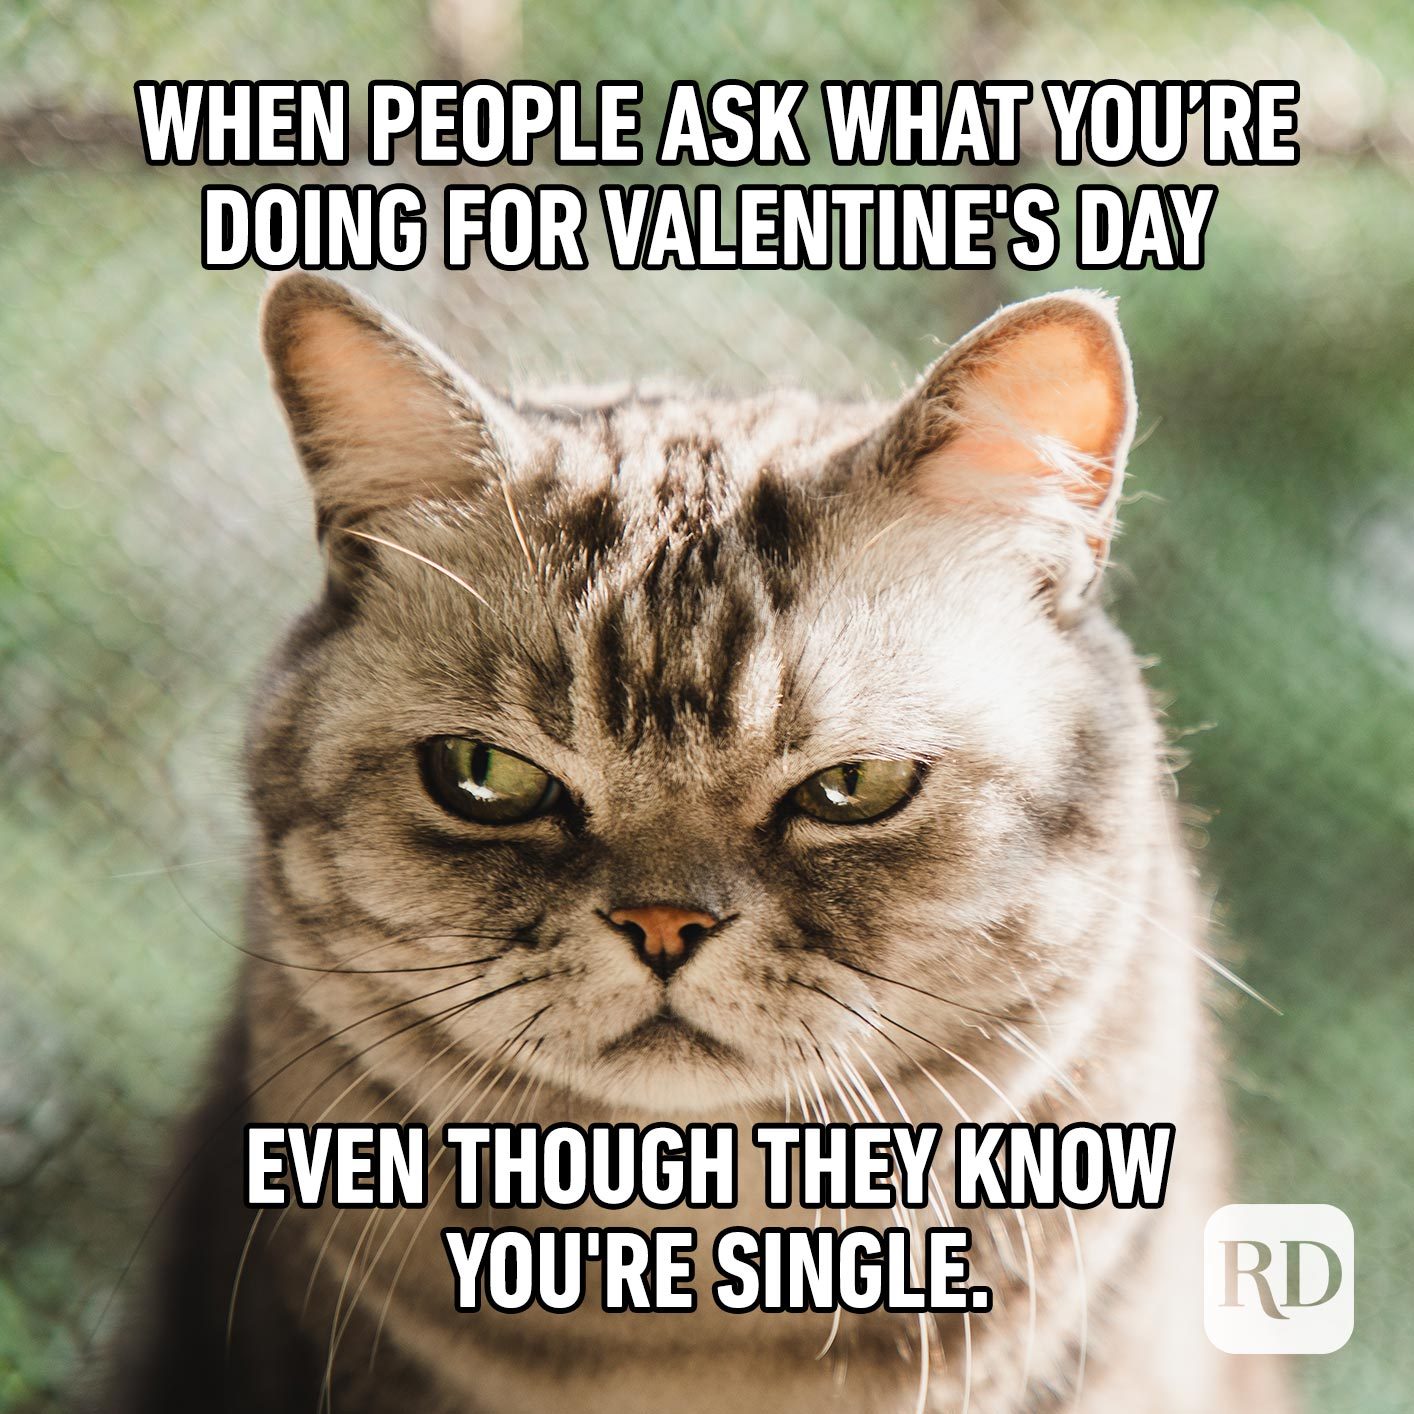 WHEN PEOPLE ASK WHAT YOU’RE
DOING FOR VALENTINE'S DAY
EVEN THOUGH THEY KNOW
YOU'RE SINGLE.
RD